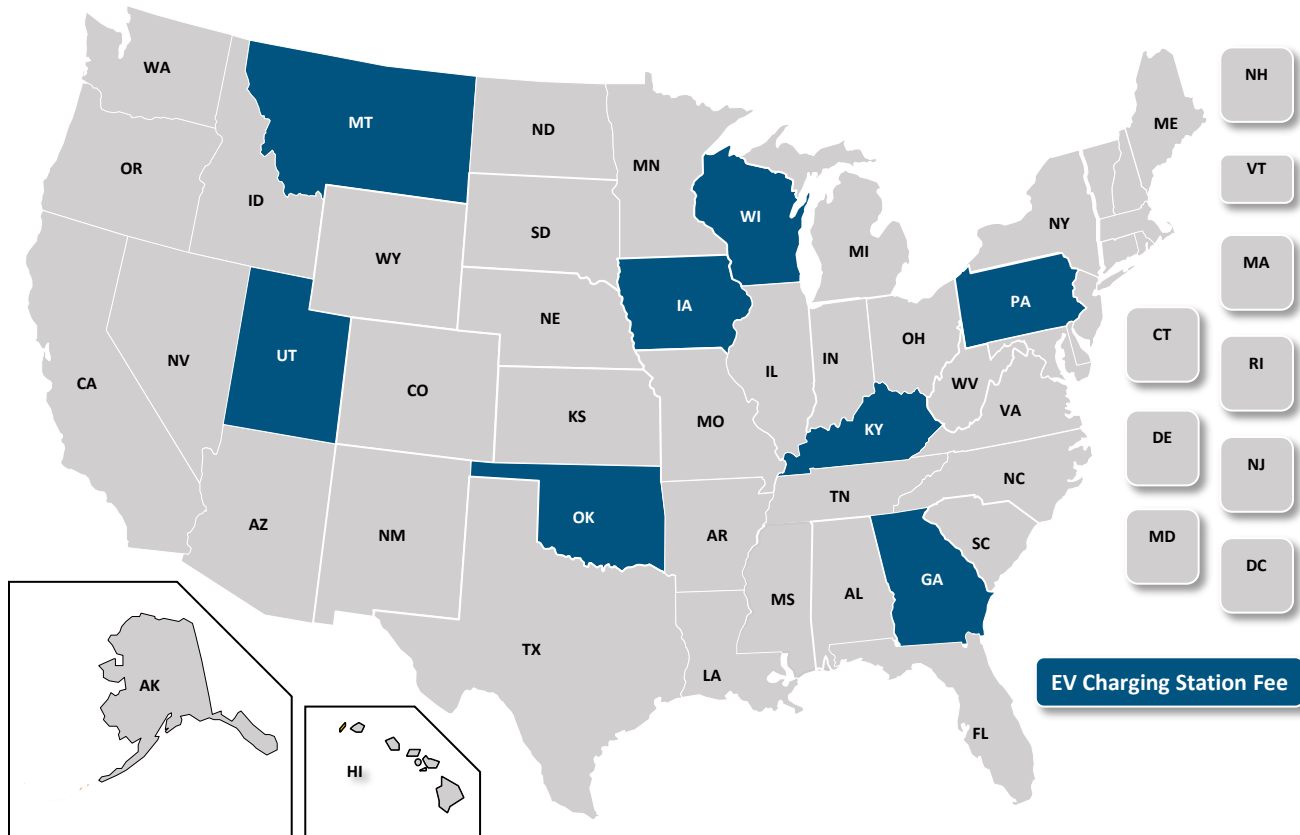 WA
MT
ND
MN
ME
NH
OR
ID
SD
WI
MI
NY
VT
WY
IA
PA
MA
NV
UT
NE
IL
IN
OH
CT
RI
CA
CO
KS
MO
KY
WV
VA
DE
NJ
AZ
NM
OK
AR
TN
NC
SC
MD
DC
TX
LA
MS
AL
GA
FL
AK
HI
EV Charging Station Fee